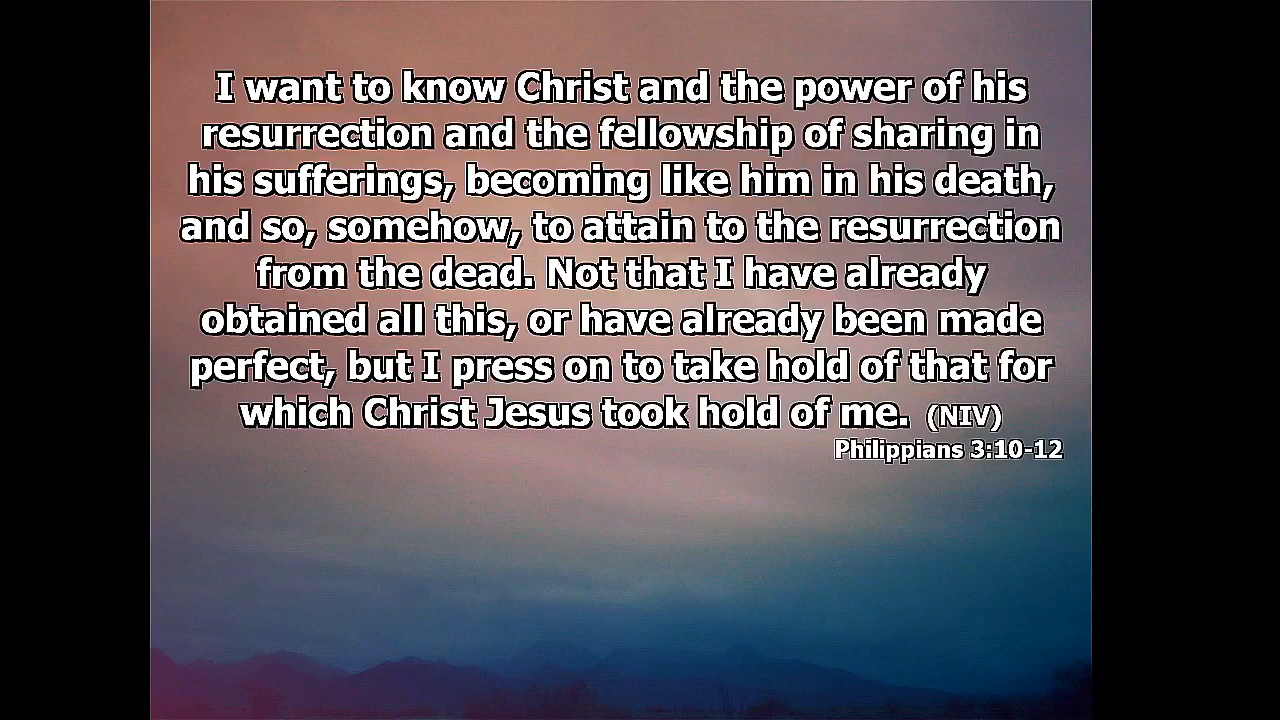 I want to know Christ and the power of his
resurrection and the fellowship of sharing in
his sufferings, becoming like him in his death,
and so, somehow, to attain to the resurrection
from the dead. Not that I have already
obtained all this, or have already been made
perfect, but I press on to take hold of that for
which Christ Jesus took hold of me. (NIV)
Philippians 3:10-12